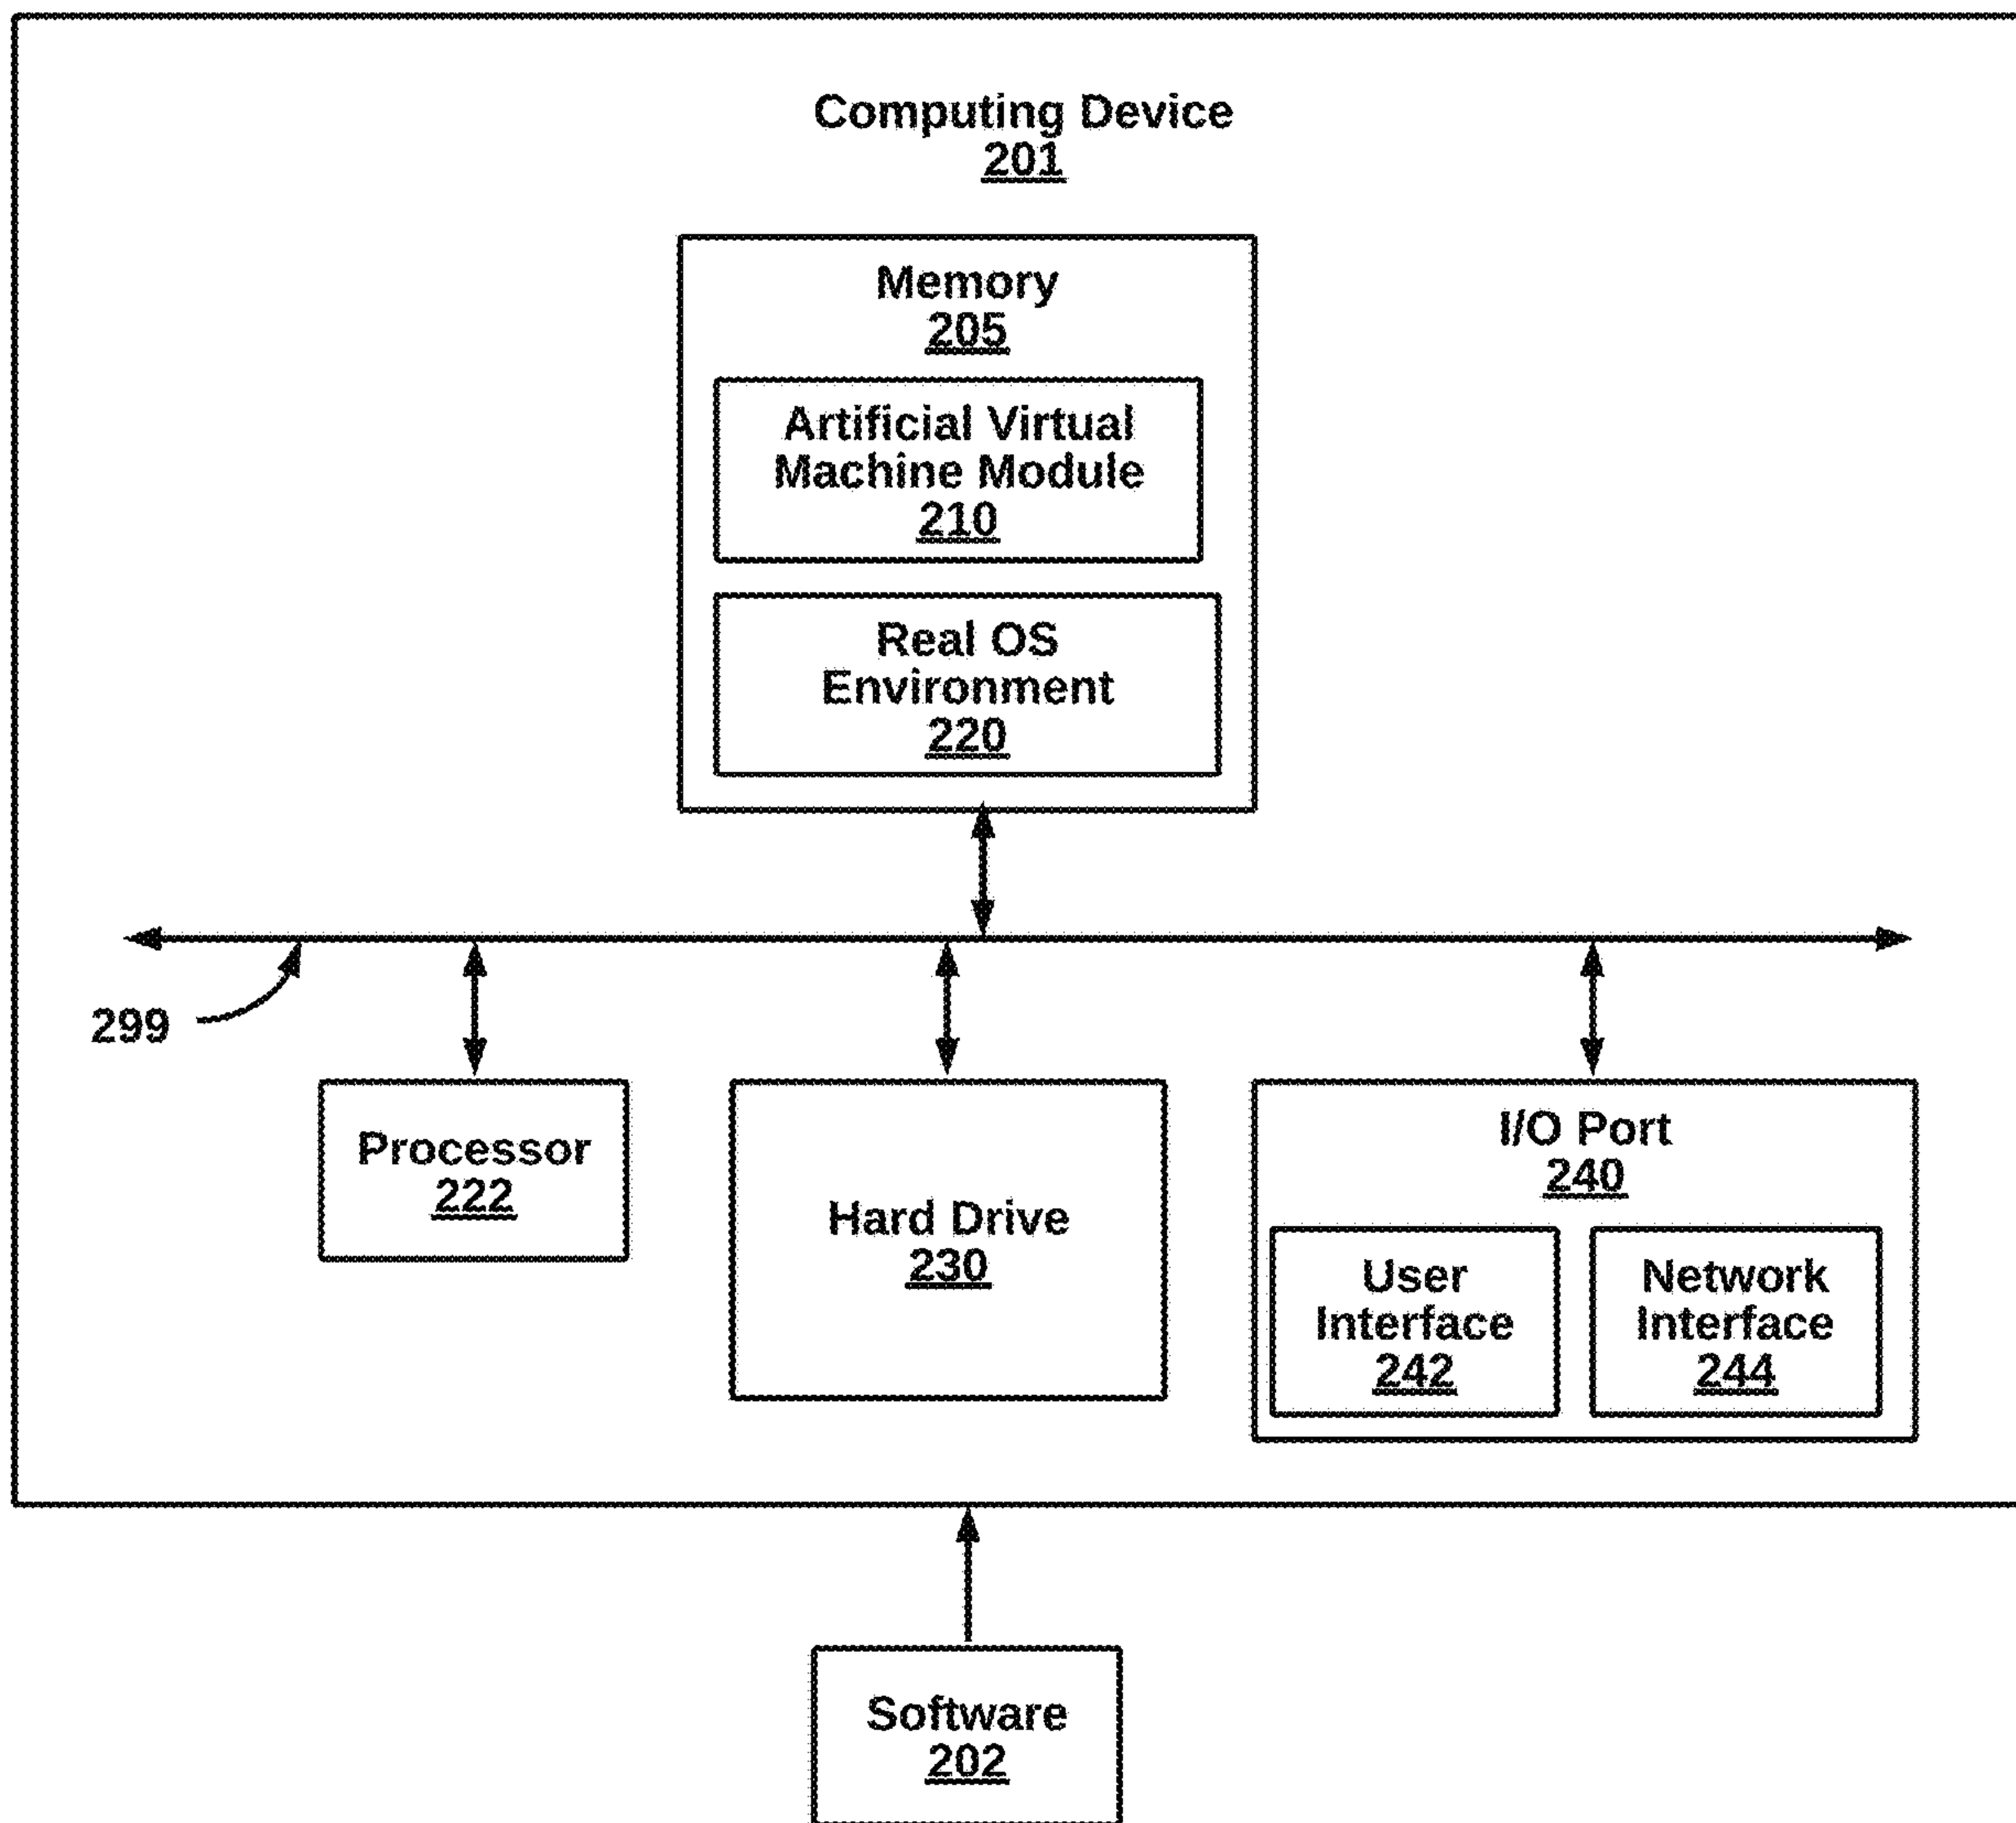 Computing Device
201
Memory
205
Artificial Virtual
Machine Module
210
Real OS
Environment
220
299
Processor
222
Hard Drive
230
I/O Port
240
User
Interface
242
Network
Interface
244
Software
202